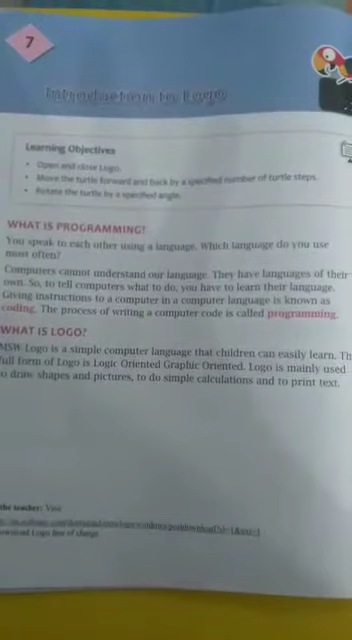 7
Introduction to Logo
Learning Objectives
• Open and close Logo.
• Move the turtle forward and back by a specified number of turtle steps.
• Rotate the turtle by a specified angle.
WHAT IS PROGRAMMING?
You speak to each other using a language. Which language do you use
most often?
Computers cannot understand our language. They have languages of their
own. So, to tell computers what to do, you have to learn their language.
Giving instructions to a computer in a computer language is known as
coding. The process of writing a computer code is called programming.
WHAT IS LOGO?
MSW Logo is a simple computer language that children can easily learn. Th
full form of Logo is Logic Oriented Graphic Oriented. Logo is mainly used
o draw shapes and pictures, to do simple calculations and to print text.
the teacher: Visit
ownload Logo free of charge.